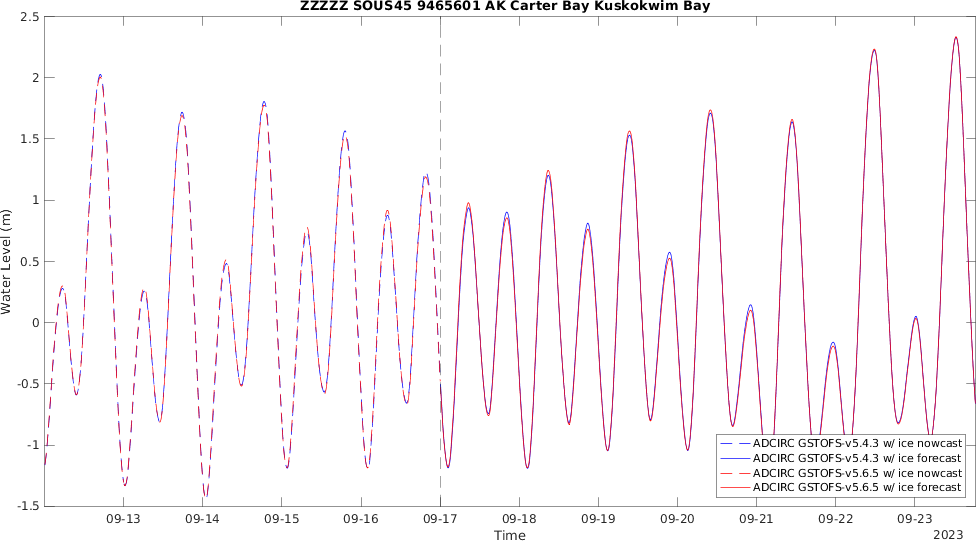 ZZZZZ SOUS45 9465601 AK Carter Bay Kuskokwim Bay
2.5
2
1.5
1
0.5
0
-0.5
-1
-1.5
Water Level (m)
ADCIRC GSTOFS-v5.4.3 w/ ice nowcast
ADCIRC GSTOFS-v5.4.3 w/ ice forecast
ADCIRC GSTOFS-v5.6.5 w/ ice nowcast
ADCIRC GSTOFS-v5.6.5 w/ ice forecast
09-13 09-14 09-15 09-16 09-17 09-18 09-19 09-20 09-21 09-22 09-23
Time
2023